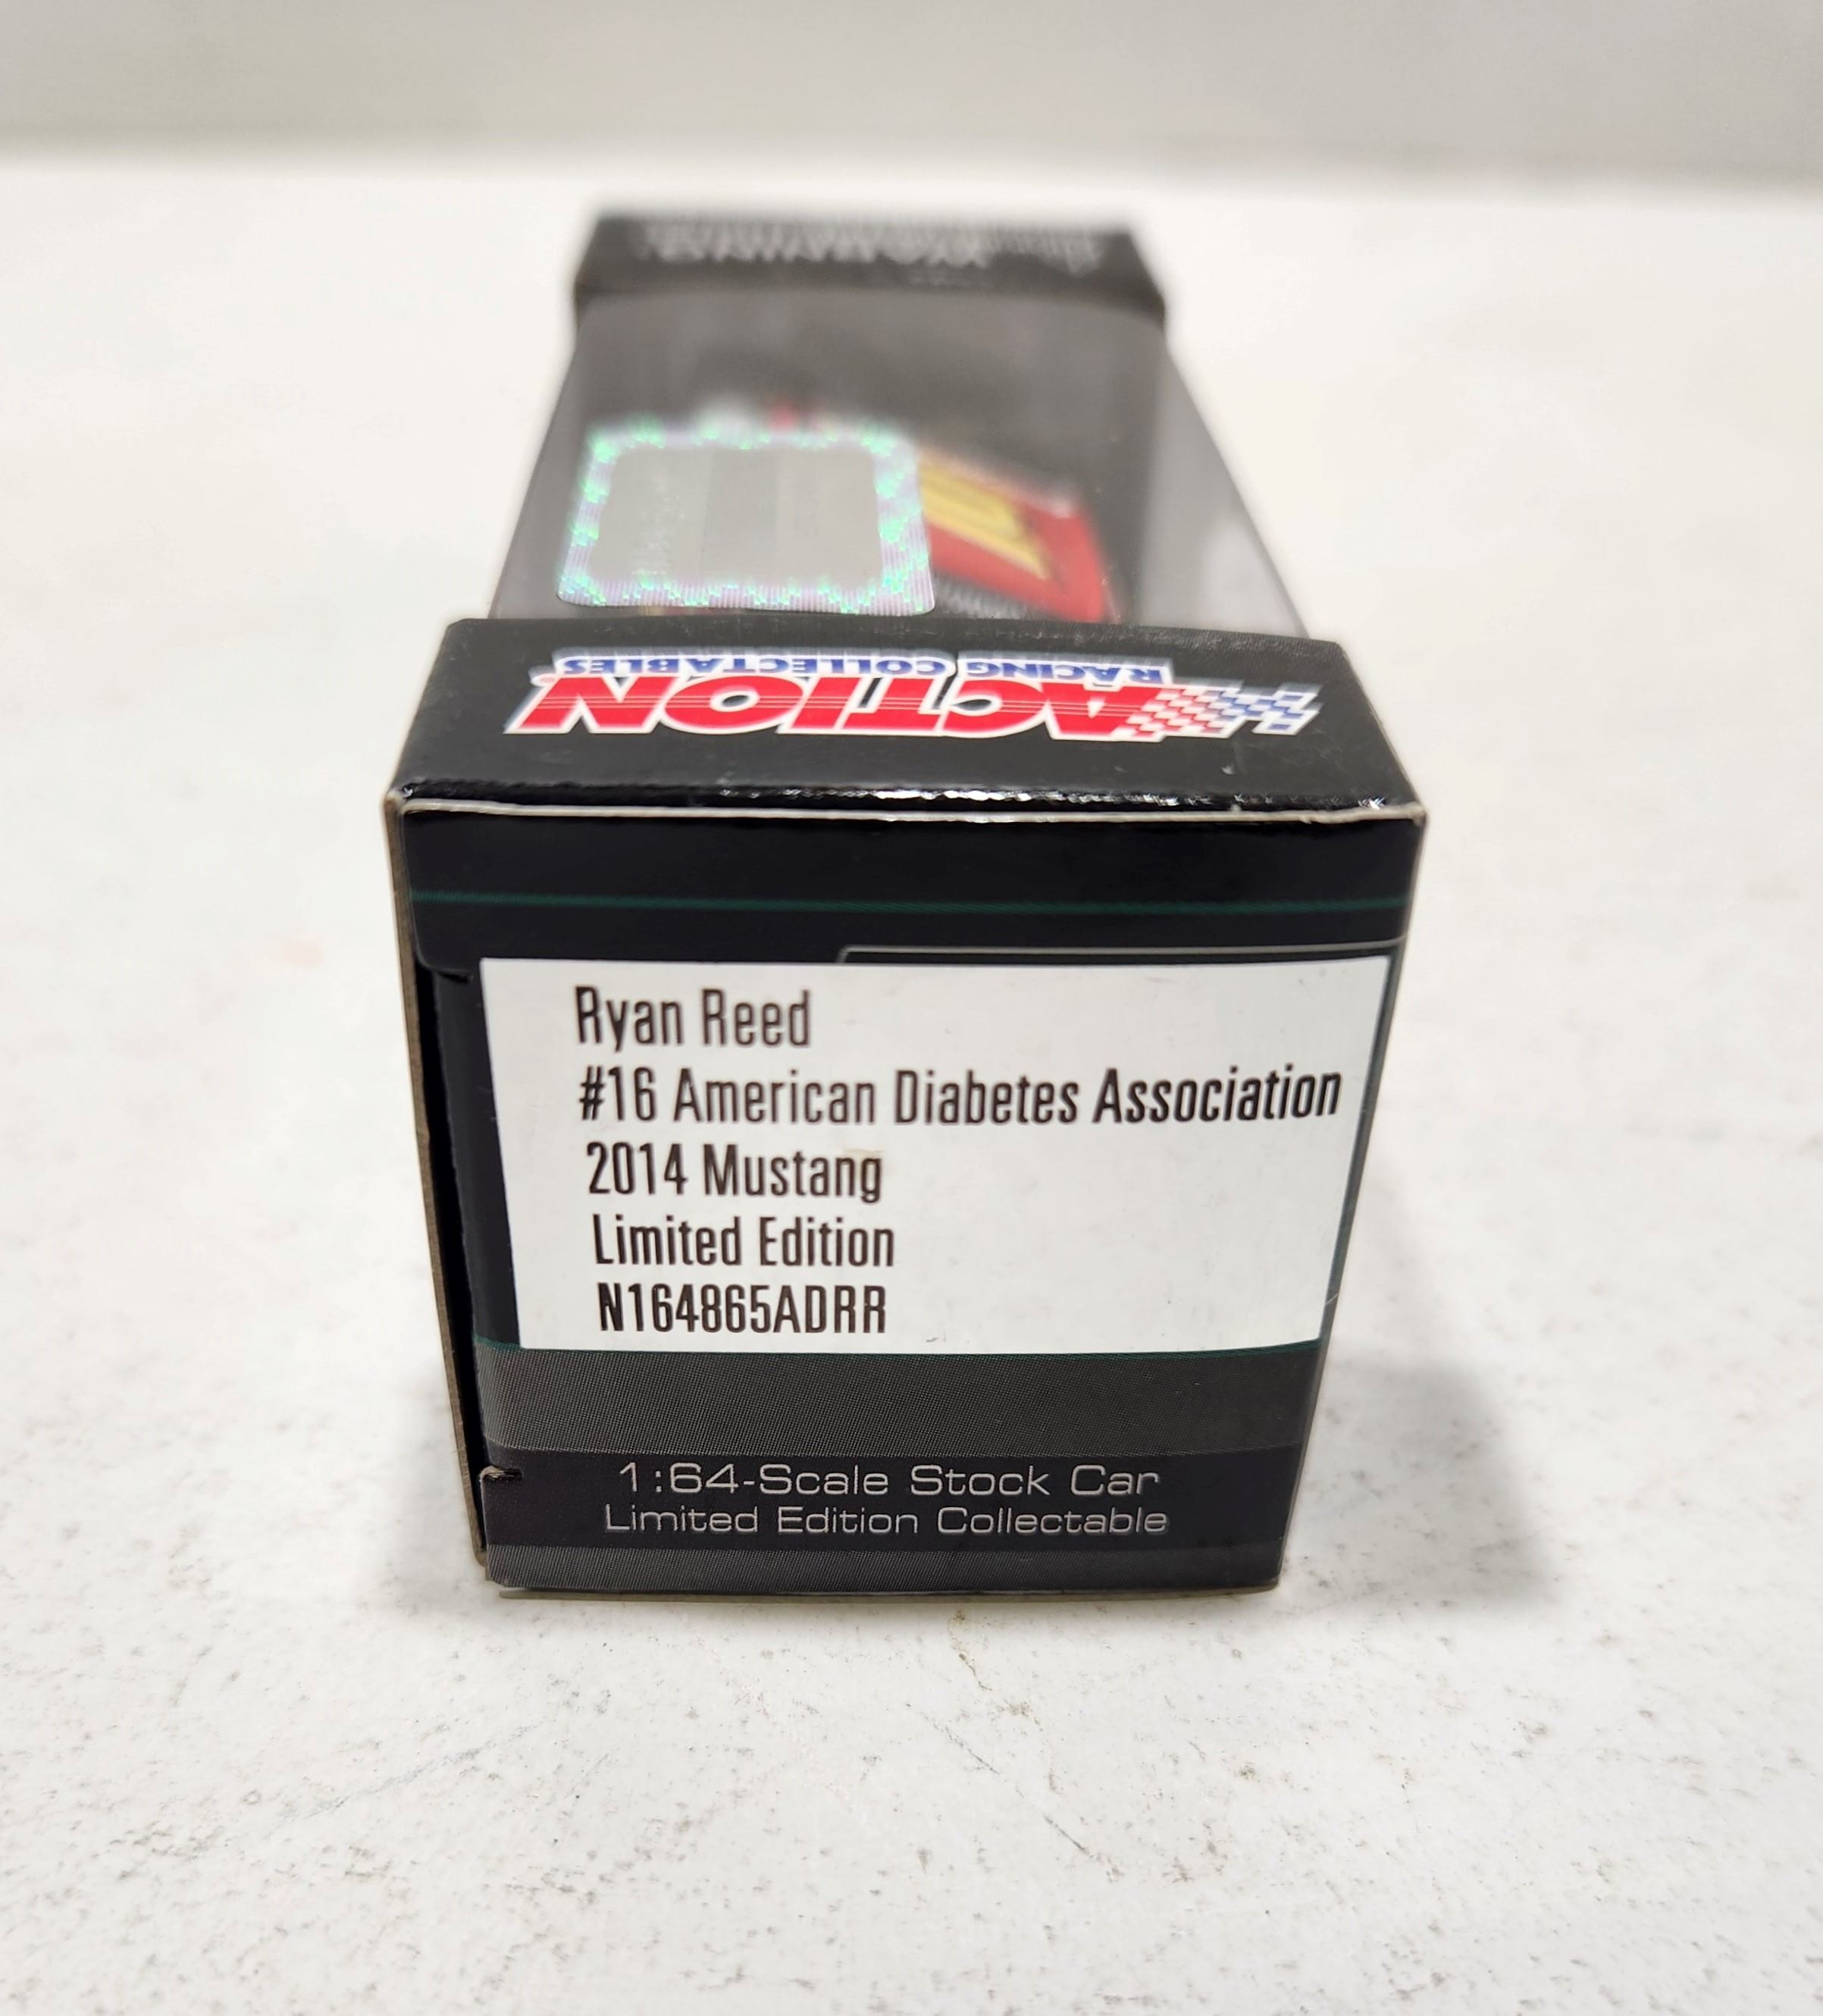 WARNING
RACING COLLECTABLES
ACTION
Ryan Reed
#16 American Diabetes Association
2014 Mustang
Limited Edition
N164865ADRR
1:64-Scale Stock Car
Limited Edition Collectable